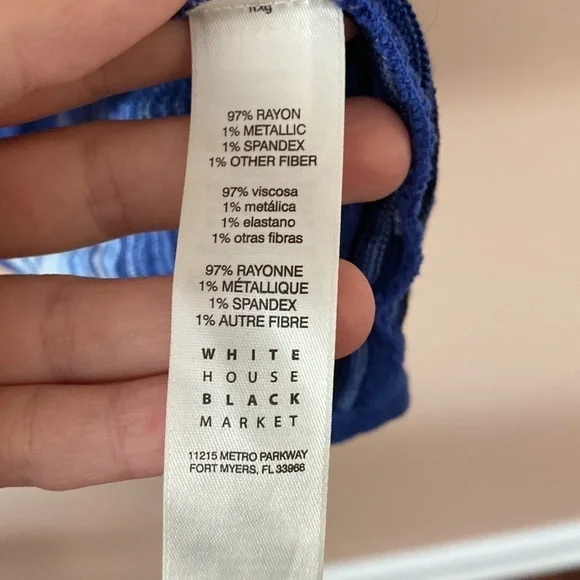 97% RAYON
1% METALLIC
1% SPANDEX
1% OTHER FIBER
97% viscosa
1% metálica
1% elastano
1% otras fibras
97% RAYONNE
1% MÉTALLIQUE
1% SPANDEX
1% AUTRE FIBRE
WHITE
HOUSE
BLACK
MARKET
11215 METRO PARKWAY
FORT MYERS, FL 33966